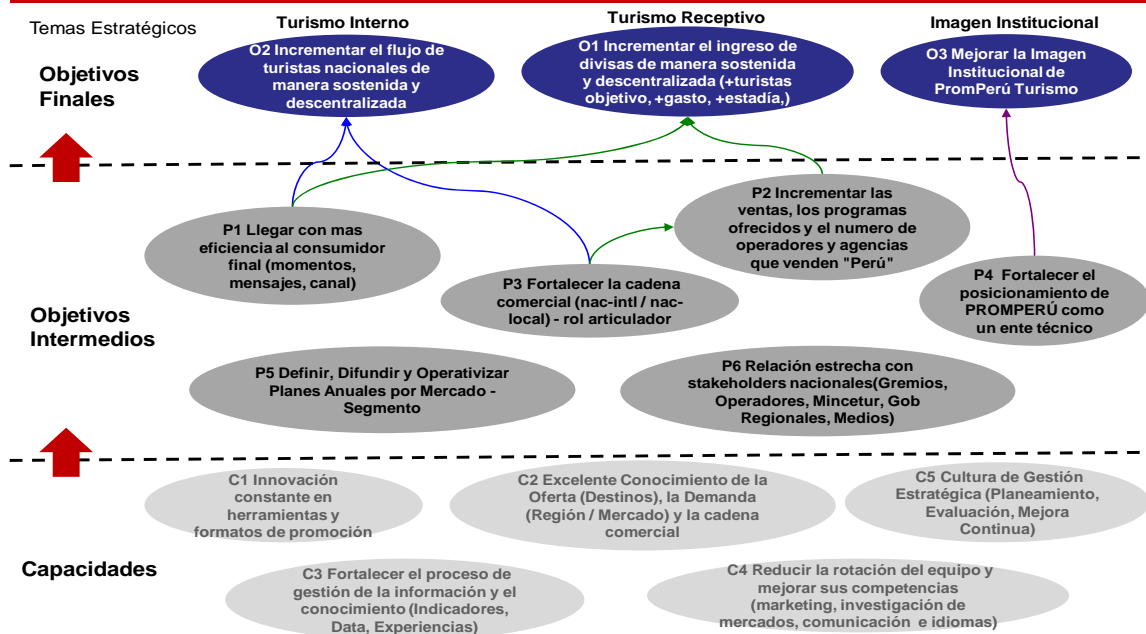 Temas Estratégicos
Turismo Interno
Turismo Receptivo
Imagen Institucional
Objetivos
Finales
O2 Incrementar el flujo de
turistas nacionales de
manera sostenida y
descentralizada
O1 Incrementar el ingreso de
divisas de manera sostenida
y descentralizada (+turistas
objetivo, +gasto, +estadía,)
O3 Mejorar la Imagen
Institucional de
PromPerú Turismo
Objetivos
Intermedios
P1 Llegar con mas
eficiencia al consumidor
final (momentos,
mensajes, canal)
P3 Fortalecer la cadena
comercial (nac-intl / nac-
local) - rol articulador
P2 Incrementar las
ventas, los programas
ofrecidos y el numero de
operadores y agencias
que venden "Perú"
P4 Fortalecer el
posicionamiento de
PROMPERÚ como
un ente técnico
P5 Definir, Difundir y Operativizar
Planes Anuales por Mercado -
Segmento
P6 Relación estrecha con
stakeholders nacionales(Gremios,
Operadores, Mincetur, Gob
Regionales, Medios)
Capacidades
C1 Innovación
constante en
herramientas y
formatos de promoción
C2 Excelente Conocimiento de la
Oferta (Destinos), la Demanda
(Región / Mercado) y la cadena
comercial
C5 Cultura de Gestión
Estratégica (Planeamiento,
Evaluación, Mejora
Continua)
C3 Fortalecer el proceso de
gestión de la información y el
conocimiento (Indicadores,
Data, Experiencias)
C4 Reducir la rotación del equipo y
mejorar sus competencias
(marketing, investigación de
mercados, comunicación e idiomas)